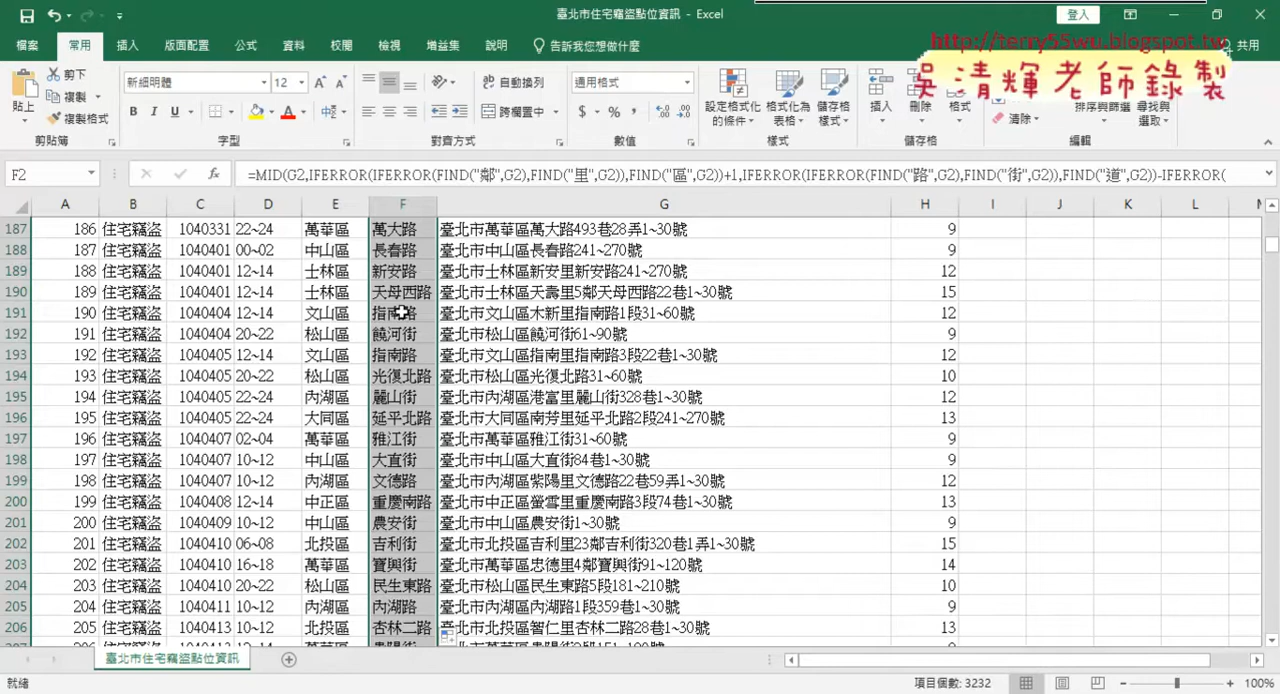 臺北市住宅竊盜點位資訊 - Excel
登入
檔案 常用 插入 版面配置 公式 資料 校閱 檢視 增益集 說明 告訴我您想做什麼 共用
http://terry55wu.blogspot.tw
吳清輝老師錄製
剪下
複製
複製格式
貼上
新細明體 12
B I U
自動換列
跨欄置中
通用格式
$ % ,
設定格式化的條件
格式化為表格
儲存格樣式
插入 刪除 格式
清除
排序與篩選
尋找與選取
剪貼簿 字型 對齊方式 數值 樣式 儲存格 編輯
F2 fx =MID(G2,IFERROR(IFERROR(FIND("鄰",G2),FIND("里",G2)),FIND("區",G2))+1,IFERROR(IFERROR(FIND("路",G2),FIND("街",G2)),FIND("道",G2))-IFERROR(
A B C D E F G H I J K L
187 186 住宅竊盜 1040331 22~24 萬華區 萬大路 臺北市萬華區萬大路493巷28弄1~30號 9
188 187 住宅竊盜 1040401 00~02 中山區 長春路 臺北市中山區長春路241~270號 9
189 188 住宅竊盜 1040401 12~14 士林區 新安路 臺北市士林區新安里新安路241~270號 12
190 189 住宅竊盜 1040401 12~14 士林區 天母西路 臺北市士林區天壽里5鄰天母西路22巷1~30號 15
191 190 住宅竊盜 1040404 12~14 文山區 指南路 臺北市文山區木新里指南路1段31~60號 12
192 191 住宅竊盜 1040404 20~22 松山區 饒河街 臺北市松山區饒河街61~90號 9
193 192 住宅竊盜 1040405 12~14 文山區 指南路 臺北市文山區指南里指南路3段22巷1~30號 12
194 193 住宅竊盜 1040405 20~22 松山區 光復北路 臺北市松山區光復北路31~60號 10
195 194 住宅竊盜 1040405 22~24 內湖區 麗山街 臺北市內湖區港富里麗山街328巷1~30號 12
196 195 住宅竊盜 1040405 22~24 大同區 延平北路 臺北市大同區南芳里延平北路2段241~270號 13
197 196 住宅竊盜 1040407 02~04 萬華區 雅江街 臺北市萬華區雅江街31~60號 9
198 197 住宅竊盜 1040407 10~12 中山區 大直街 臺北市中山區大直街84巷1~30號 9
199 198 住宅竊盜 1040407 10~12 內湖區 文德路 臺北市內湖區紫陽里文德路22巷59弄1~30號 12
200 199 住宅竊盜 1040408 12~14 中正區 重慶南路 臺北市中正區螢雪里重慶南路3段74巷1~30號 13
201 200 住宅竊盜 1040409 10~12 中山區 農安街 臺北市中山區農安街1~30號 9
202 201 住宅竊盜 1040410 06~08 北投區 吉利街 臺北市北投區吉利里23鄰吉利街320巷1弄1~30號 15
203 202 住宅竊盜 1040410 16~18 萬華區 寶興街 臺北市萬華區忠德里4鄰寶興街91~120號 14
204 203 住宅竊盜 1040410 20~22 松山區 民生東路 臺北市松山區民生東路5段181~210號 10
205 204 住宅竊盜 1040411 10~12 內湖區 內湖路 臺北市內湖區內湖路1段359巷1~30號 9
206 205 住宅竊盜 1040413 10~12 北投區 杏林二路 臺北市北投區智仁里杏林二路28巷1~30號 13
臺北市住宅竊盜點位資訊
就緒 項目個數: 3232 100%